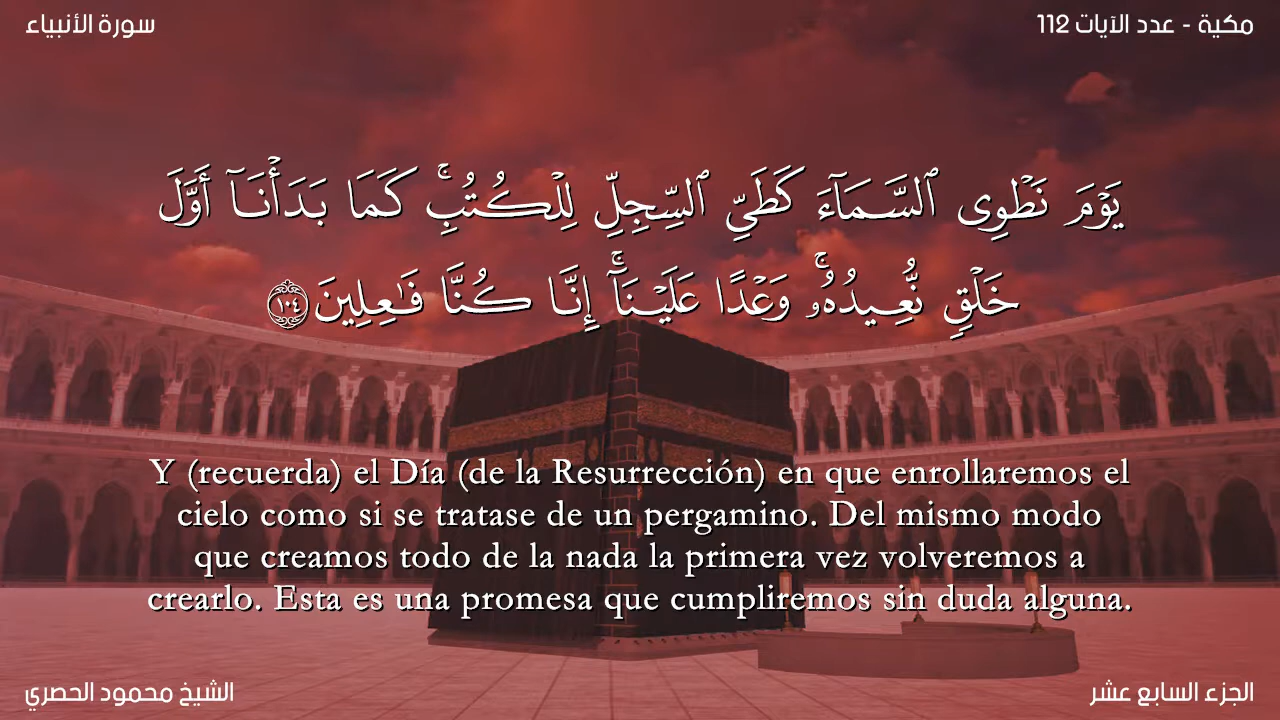 سورة الأنبياء
مكية - عدد الآيات 112
يَوْمَ نَطْوِى ٱلسَّمَآءَ كَطَىِّ ٱلسِّجِلِّ لِلْكُتُبِ ۚ كَمَا بَدَأْنَآ أَوَّلَ
خَلْقٍ نُّعِيدُهُۥ ۚ وَعْدًا عَلَيْنَآ ۚ إِنَّا كُنَّا فَـٰعِلِينَ ١٠٤
Y (recuerda) el Día (de la Resurrección) en que enrollaremos el
cielo como si se tratase de un pergamino. Del mismo modo
que creamos todo de la nada la primera vez volveremos a
crearlo. Esta es una promesa que cumpliremos sin duda alguna.
الشيخ محمود الحصري
الجزء السابع عشر